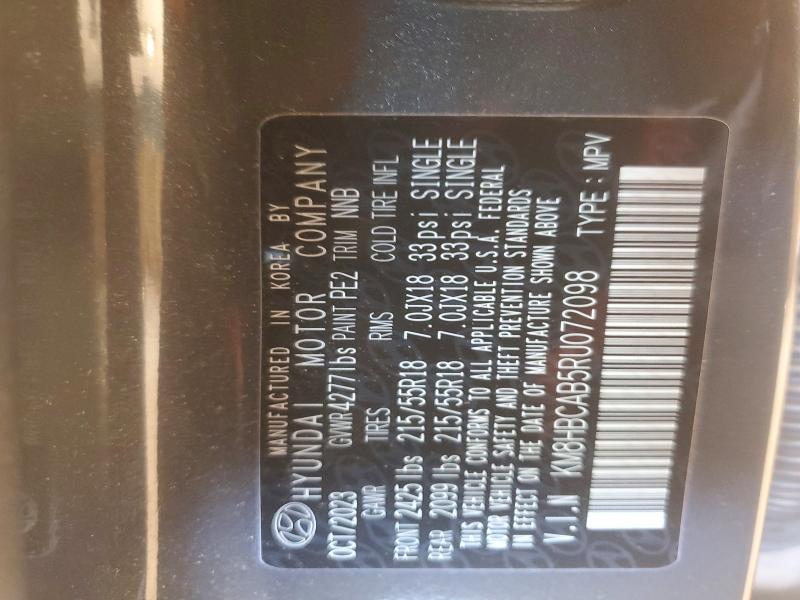 MANUFACTURED IN KOREA BY
HYUNDAI MOTOR COMPANY
OCT/2023 GVWR4277lbs PAINT PE2 TRIM NNB
GAWR TIRES RIMS COLD TIRE INFL
FRONT 2425 lbs 215/55R18 7.0JX18 33psi SINGLE
REAR 2099 lbs 215/55R18 7.0JX18 33psi SINGLE
THIS VEHICLE CONFORMS TO ALL APPLICABLE U.S.A. FEDERAL
MOTOR VEHICLE SAFETY AND THEFT PREVENTION STANDARDS
IN EFFECT ON THE DATE OF MANUFACTURE SHOWN ABOVE
V.I.N KM8HBCAB5RU072098 TYPE : MPV